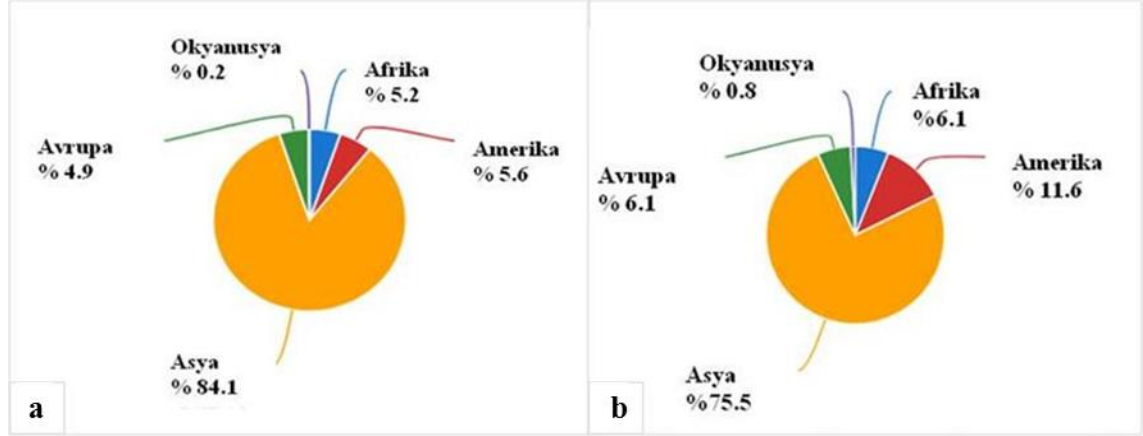 Okyanusya
% 0.2
Afrika
% 5.2
Avrupa
% 4.9
Amerika
% 5.6
Asya
% 84.1
a
Okyanusya
% 0.8
Afrika
%6.1
Avrupa
% 6.1
Amerika
% 11.6
Asya
%75.5
b